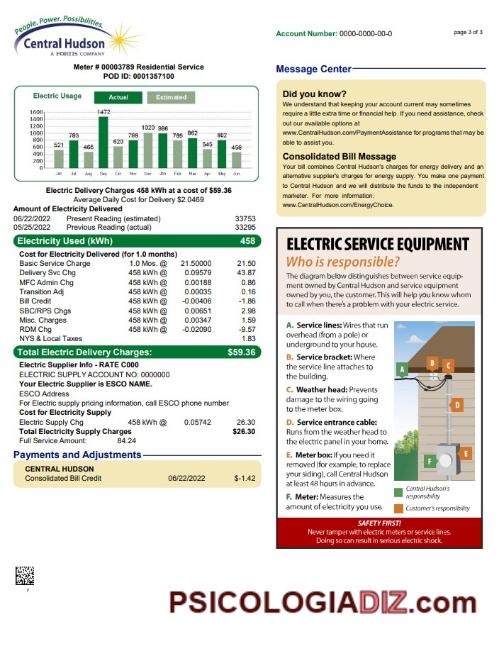 People. Power. Possibilities.
Central Hudson
A FORTIS COMPANY
Account Number: 0000-0000-00-0
page 3 of 3
Meter # 00003789 Residential Service
POD ID: 0001357100
Electric Usage
Actual
Estimated
1600
1400
1200
1000
800
600
400
200
0
521 793 465 1472 620 788 1020 986 786 862 545 802 458
Jul Jul Aug Sep Oct Nov Dec Jan Feb Mar Apr May Jun
Electric Delivery Charges 458 kWh at a cost of $59.36
Average Daily Cost for Delivery $2.0469
Amount of Electricity Delivered
06/22/2022 Present Reading (estimated) 33753
05/25/2022 Previous Reading (actual) 33295
Electricity Used (kWh) 458
Cost for Electricity Delivered (for 1.0 months)
Basic Service Charge 1.0 Mos. @ 21.50000 21.50
Delivery Svc Chg 458 kWh @ 0.09579 43.87
MFC Admin Chg 458 kWh @ 0.00188 0.86
Transition Adj 458 kWh @ 0.00035 0.16
Bill Credit 458 kWh @ -0.00406 -1.86
SBC/RPS Chgs 458 kWh @ 0.00651 2.98
Misc. Charges 458 kWh @ 0.00347 1.59
RDM Chg 458 kWh @ -0.02090 -9.57
NYS & Local Taxes 1.83
Total Electric Delivery Charges: $59.36
Electric Supplier Info - RATE C000
ELECTRIC SUPPLY ACCOUNT NO: 0000000
Your Electric Supplier is ESCO NAME.
ESCO Address
For Electric supply pricing information, call ESCO phone number
Cost for Electricity Supply
Electric Supply Chg 458 kWh @ 0.05742 26.30
Total Electricity Supply Charges $26.30
Full Service Amount: 84.24
Payments and Adjustments
CENTRAL HUDSON
Consolidated Bill Credit 06/22/2022 $-1.42
Message Center
Did you know?
We understand that keeping your account current may sometimes
require a little extra time or financial help. If you need assistance, check
out our available options at
www.CentralHudson.com/PaymentAssistance for programs that may be
able to assist you.
Consolidated Bill Message
Your bill combines Central Hudson's charges for energy delivery and an
alternative supplier's charges for energy supply. You make one payment
to Central Hudson and we will distribute the funds to the independent
marketer. For more information:
www.CentralHudson.com/EnergyChoice.
ELECTRIC SERVICE EQUIPMENT
Who is responsible?
The diagram below distinguishes between service equip-
ment owned by Central Hudson and service equipment
owned by you, the customer. This will help you know whom
to call when there's a problem with your electric service.
A. Service lines: Wires that run
overhead (from a pole) or
underground to your house.
B. Service bracket: Where
the service line attaches to
the building.
C. Weather head: Prevents
damage to the wiring going
to the meter box.
D. Service entrance cable:
Runs from the weather head to
the electric panel in your home.
E. Meter box: If you need it
removed (for example, to replace
your siding), call Central Hudson
at least 48 hours in advance.
F. Meter: Measures the
amount of electricity you use.
A
B
C
D
E
F
Central Hudson's
responsibility
Customer's responsibility
SAFETY FIRST!
Never tamper with electric meters or service lines.
Doing so can result in serious electric shock.
PSICOLOGIADIZ.com